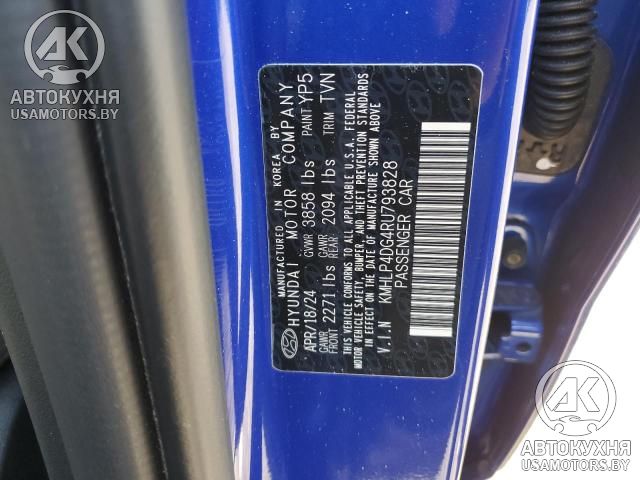 АВТОКУХНЯ
USAMOTORS.BY
MANUFACTURED IN KOREA BY
HYUNDAI MOTOR COMPANY
APR/18/24 GVWR 3858 lbs PAINT YP5
GAWR FRONT 2271 lbs GAWR REAR 2094 lbs TRIM TVN
THIS VEHICLE CONFORMS TO ALL APPLICABLE U.S.A. FEDERAL
MOTOR VEHICLE SAFETY, BUMPER, AND THEFT PREVENTION STANDARDS
IN EFFECT ON THE DATE OF MANUFACTURE SHOWN ABOVE
V.I.N KMHLP4DG4RU793828
PASSENGER CAR
АВТОКУХНЯ
USAMOTORS.BY